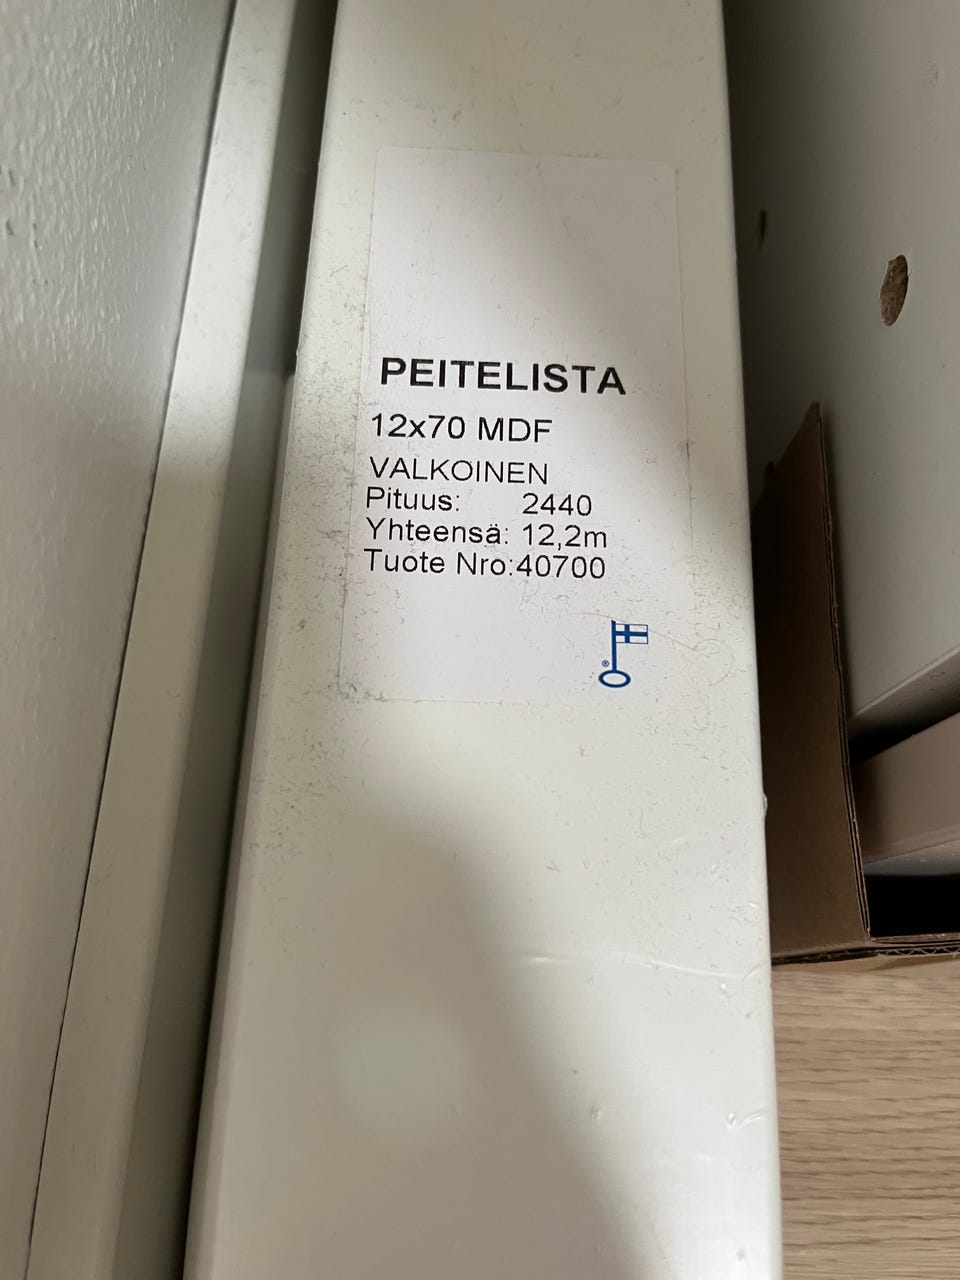 PEITELISTA
12x70 MDF
VALKOINEN
Pituus: 2440
Yhteensä: 12,2m
Tuote Nro:40700
®